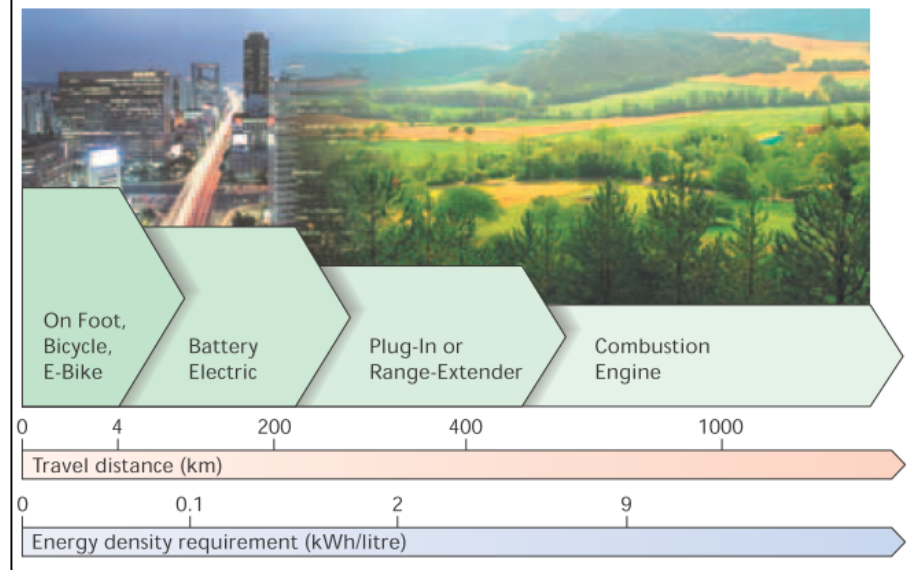 On Foot,
Bicycle,
E-Bike
Battery
Electric
Plug-In or
Range-Extender
Combustion
Engine
0 4 200 400 1000
Travel distance (km)
0 0.1 2 9
Energy density requirement (kWh/litre)